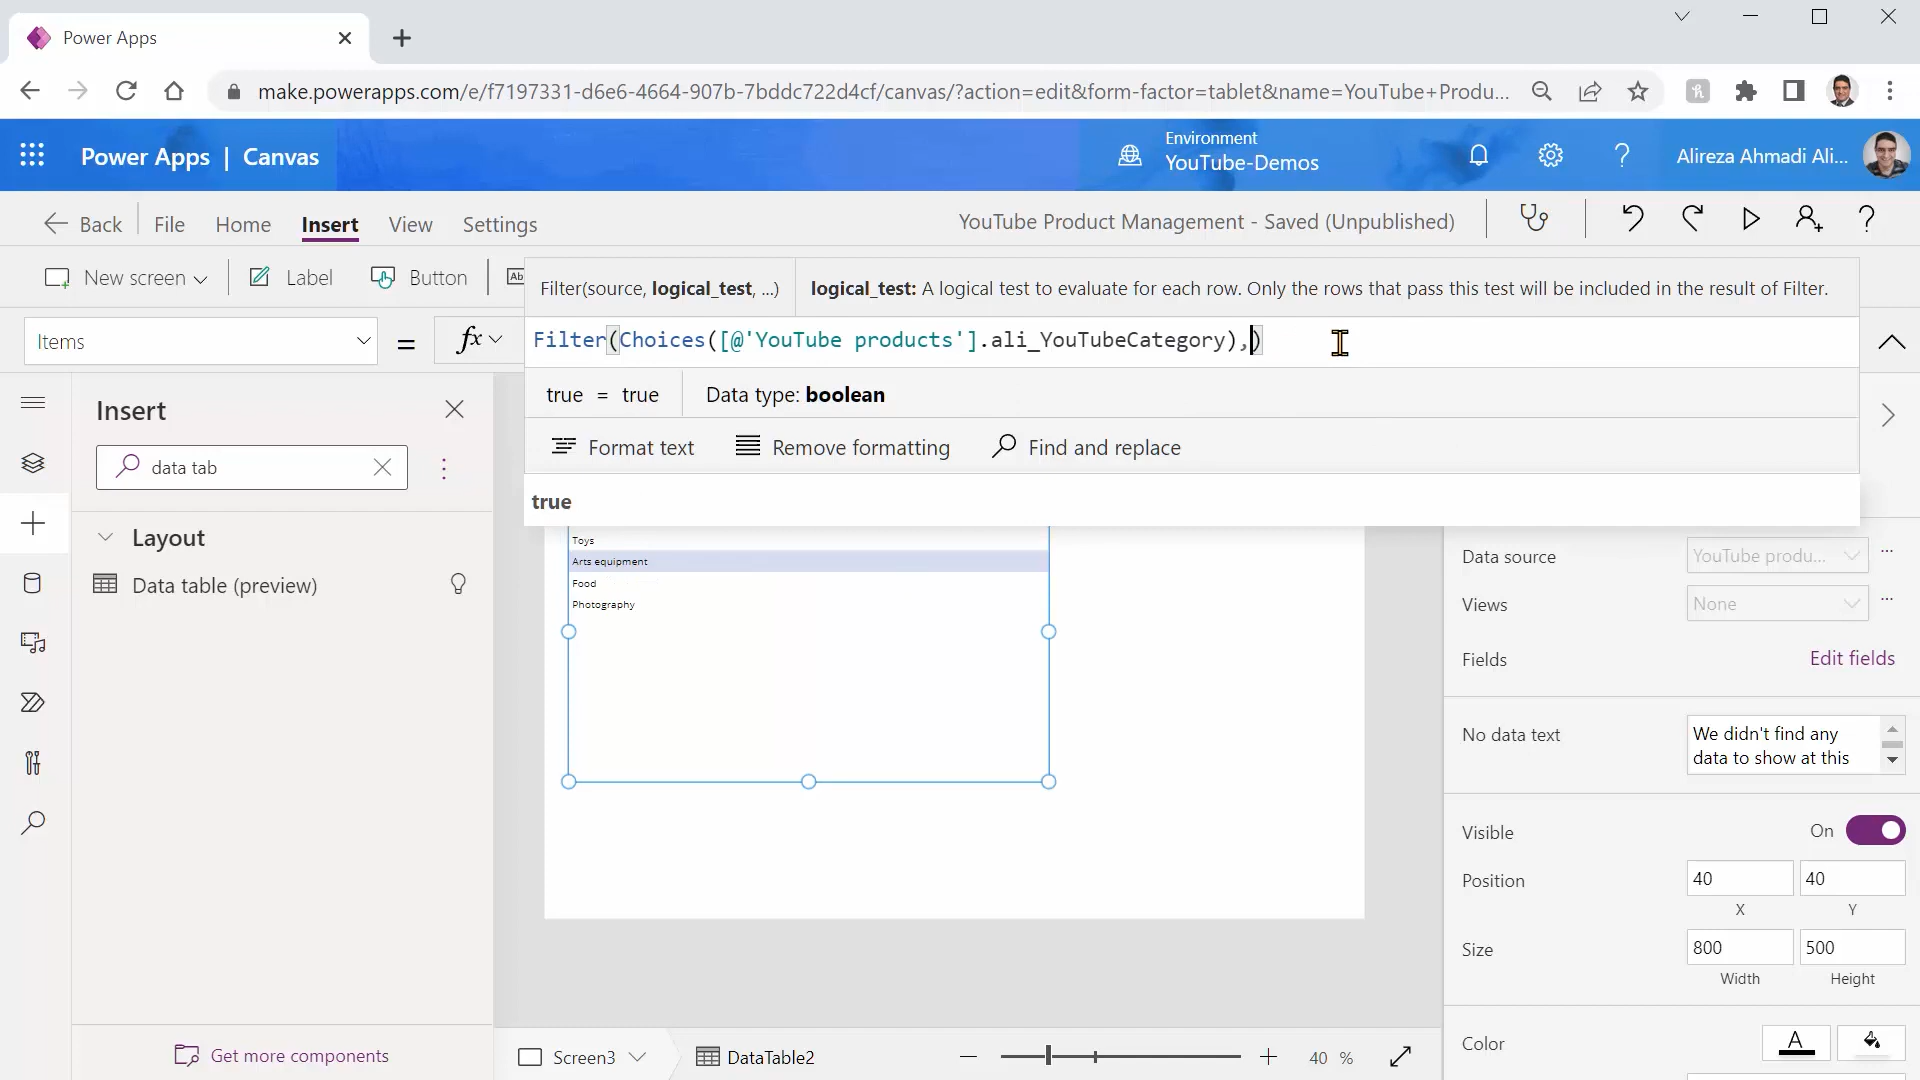 Power Apps
make.powerapps.com/e/f7197331-d6e6-4664-907b-7bddc722d4cf/canvas/?action=edit&form-factor=tablet&name=YouTube+Produ...
Power Apps | Canvas
Environment
YouTube-Demos
Alireza Ahmadi Ali...
Back
File
Home
Insert
View
Settings
YouTube Product Management - Saved (Unpublished)
New screen
Label
Button
Filter(source, logical_test, ...)
logical_test: A logical test to evaluate for each row. Only the rows that pass this test will be included in the result of Filter.
Items
=
fx
Filter(Choices([@'YouTube products'].ali_YouTubeCategory),)
true = true
Data type: boolean
Format text
Remove formatting
Find and replace
true
Insert
data tab
Layout
Data table (preview)
Get more components
Toys
Arts equipment
Food
Photography
Data source
YouTube produ...
Views
None
Fields
Edit fields
No data text
We didn't find any
data to show at this
Visible
On
Position
40
40
X
Y
Size
800
500
Width
Height
Color
A
Screen3
DataTable2
40 %